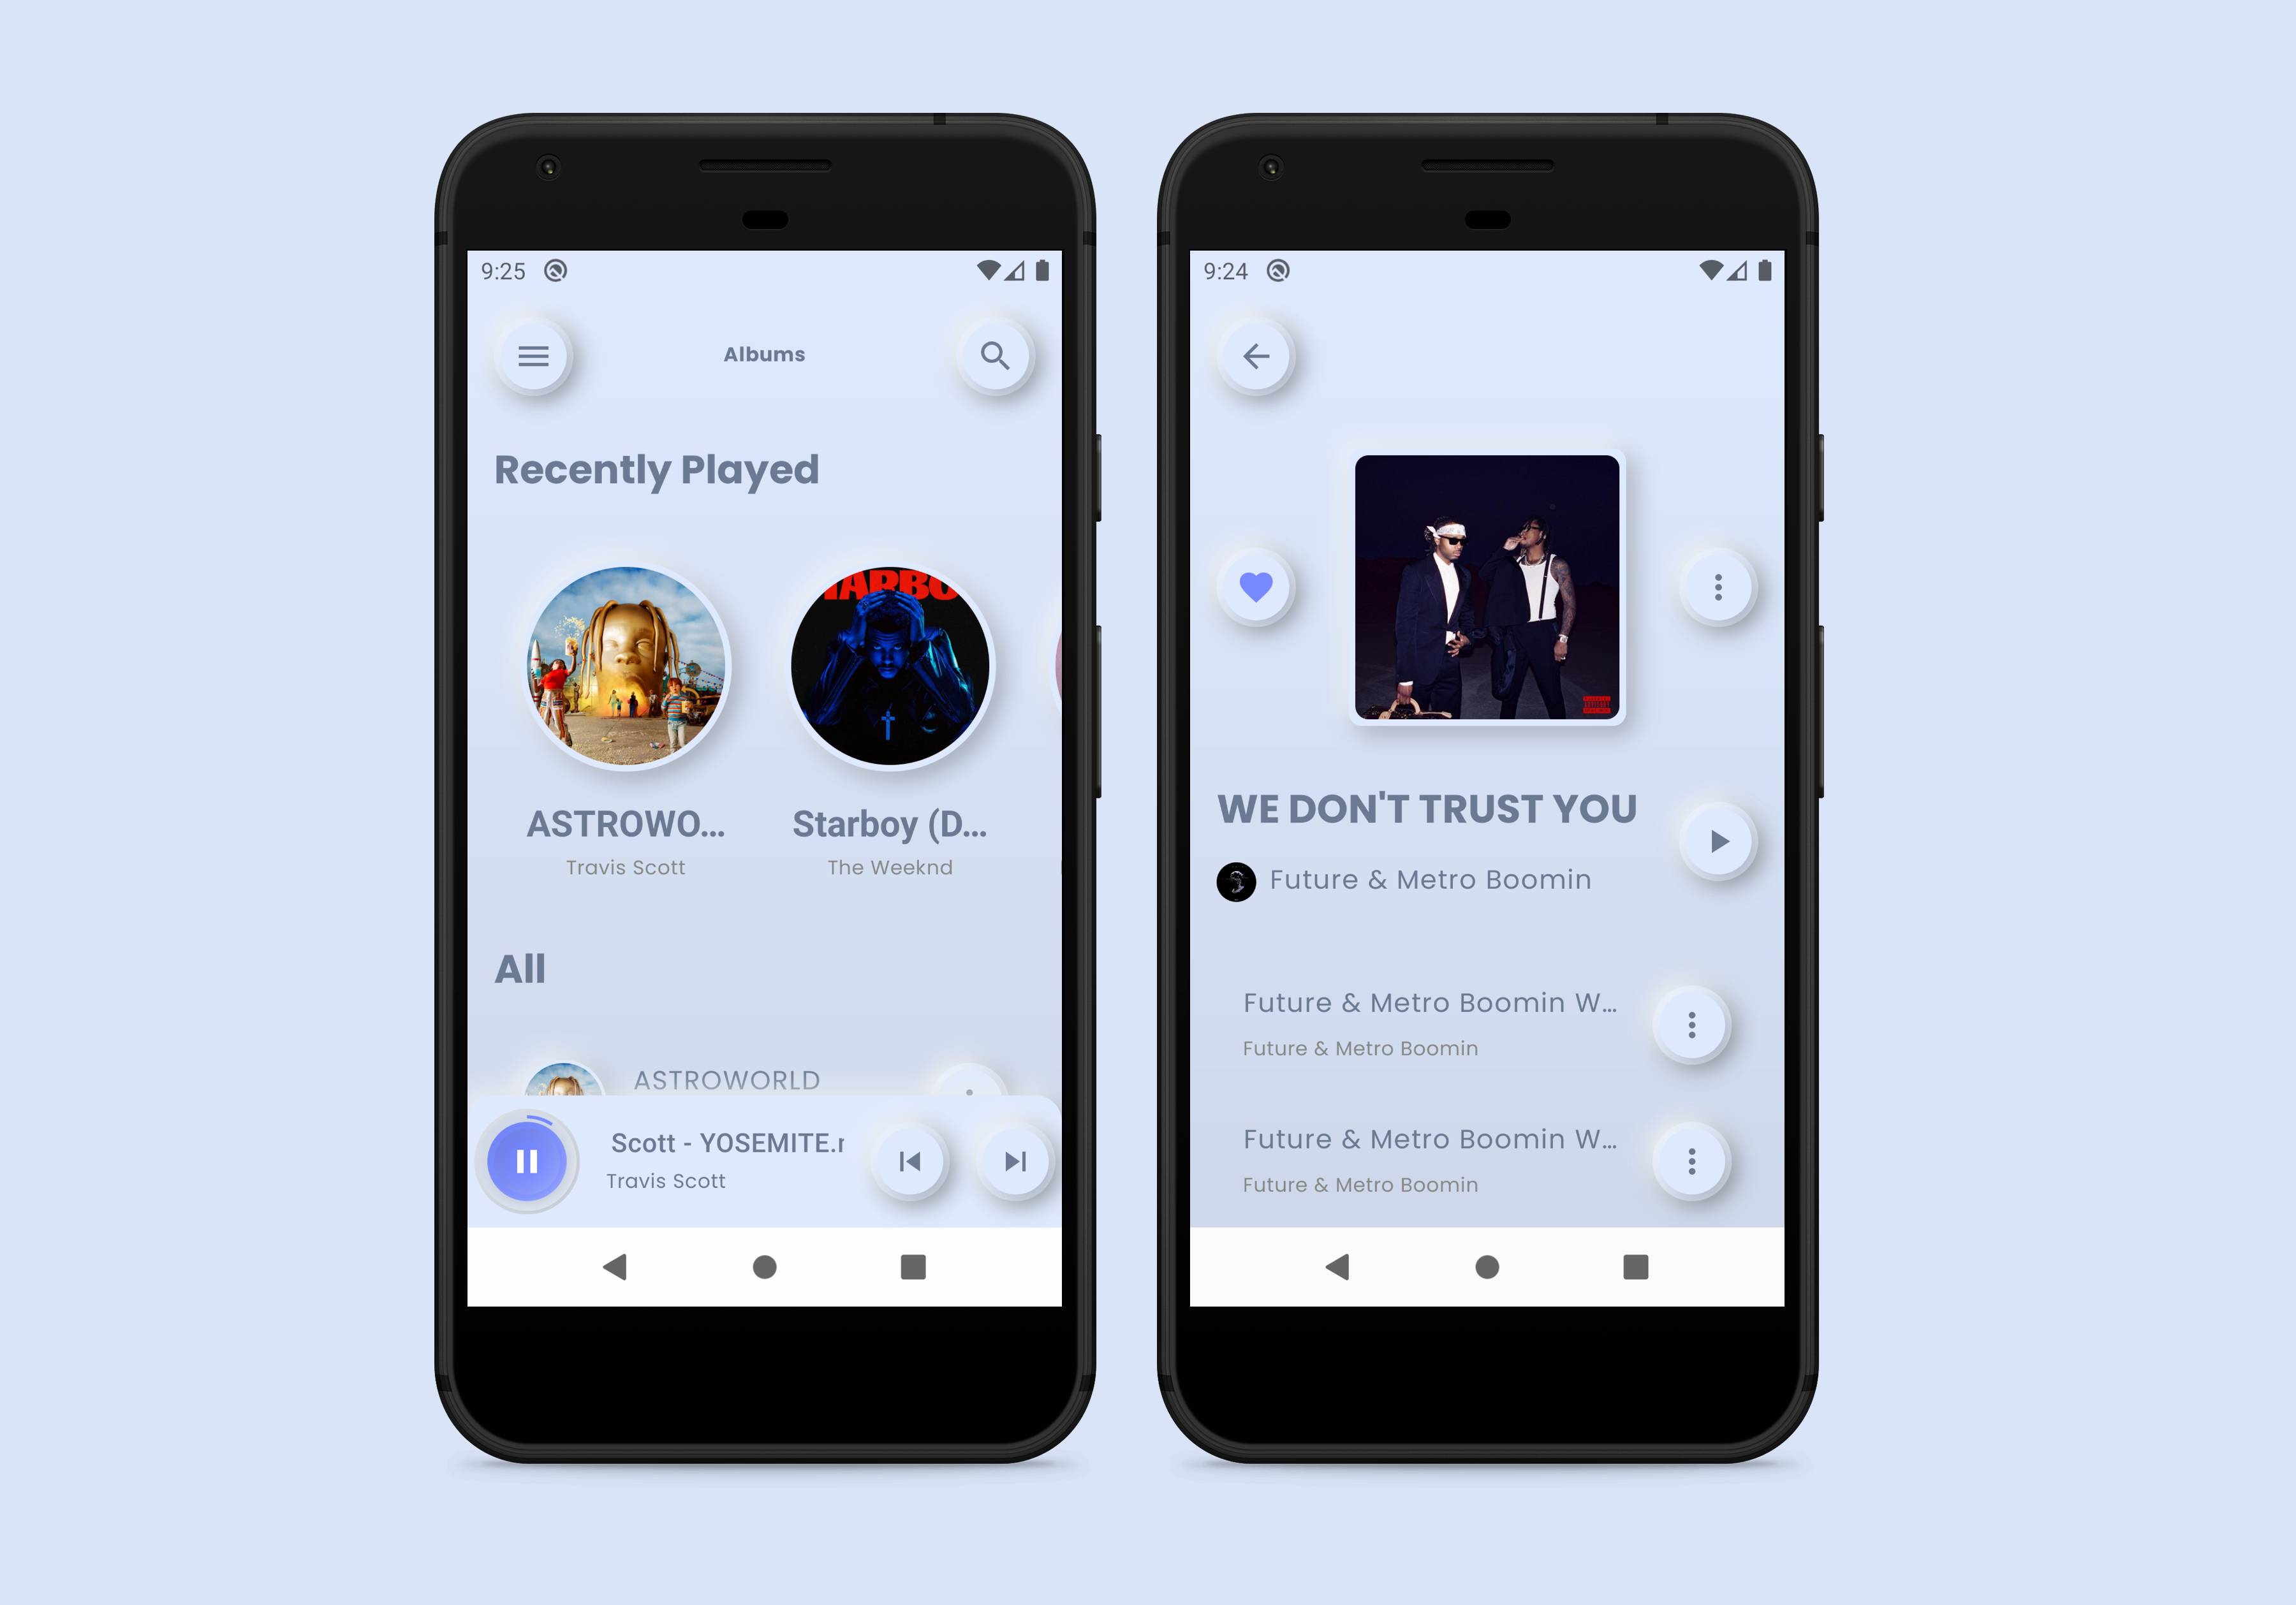 9:25
Albums
Recently Played
ARBO
ASTROWO...
Starboy (D...
Travis Scott
The Weeknd
All
ASTROWORLD
Scott - YOSEMITE.r
Travis Scott
9:24
WE DON'T TRUST YOU
Future & Metro Boomin
Future & Metro Boomin W...
Future & Metro Boomin
Future & Metro Boomin W...
Future & Metro Boomin